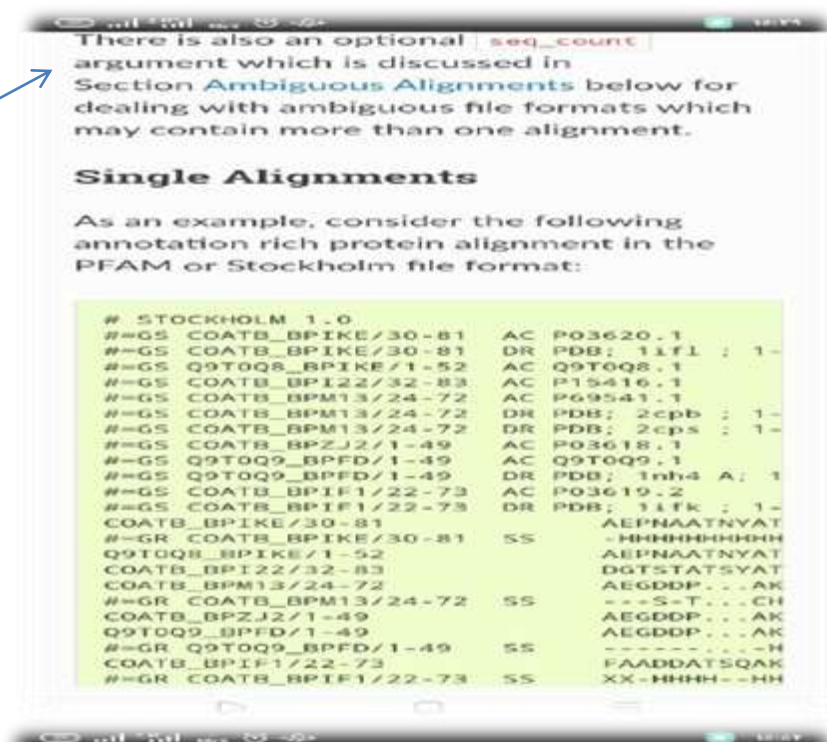 There is also an optional seq_count
argument which is discussed in
Section Ambiguous Alignments below for
dealing with ambiguous file formats which
may contain more than one alignment.
Single Alignments
As an example, consider the following
annotation rich protein alignment in the
PFAM or Stockholm file format:
# STOCKHOLM 1.0
#=GS COATB_BPIKE/30-81 AC P03620.1
#=GS COATB_BPIKE/30-81 DR PDB; 1ifl ; 1-
#=GS Q9T0Q8_BPIKE/1-52 AC Q9T0Q8.1
#=GS COATB_BPI22/32-83 AC P15416.1
#=GS COATB_BPM13/24-72 AC P69541.1
#=GS COATB_BPM13/24-72 DR PDB; 2cpb ; 1-
#=GS COATB_BPM13/24-72 DR PDB; 2cps ; 1-
#=GS COATB_BPZJ2/1-49 AC P03618.1
#=GS Q9T0Q9_BPFD/1-49 AC Q9T0Q9.1
#=GS Q9T0Q9_BPFD/1-49 DR PDB; 1nh4 A; 1
#=GS COATB_BPIF1/22-73 AC P03619.2
#=GS COATB_BPIF1/22-73 DR PDB; 1ifk ; 1-
COATB_BPIKE/30-81 AEPNAATNYAT
#=GR COATB_BPIKE/30-81 SS -HHHHHHHHHH
Q9T0Q8_BPIKE/1-52 AEPNAATNYAT
COATB_BPI22/32-83 DGTSTATSYAT
COATB_BPM13/24-72 AEGDDP...AK
#=GR COATB_BPM13/24-72 SS ---S-T...CH
COATB_BPZJ2/1-49 AEGDDP...AK
Q9T0Q9_BPFD/1-49 AEGDDP...AK
#=GR Q9T0Q9_BPFD/1-49 SS ------...-H
COATB_BPIF1/22-73 FAADDATSQAK
#=GR COATB_BPIF1/22-73 SS XX-HHHH--HH